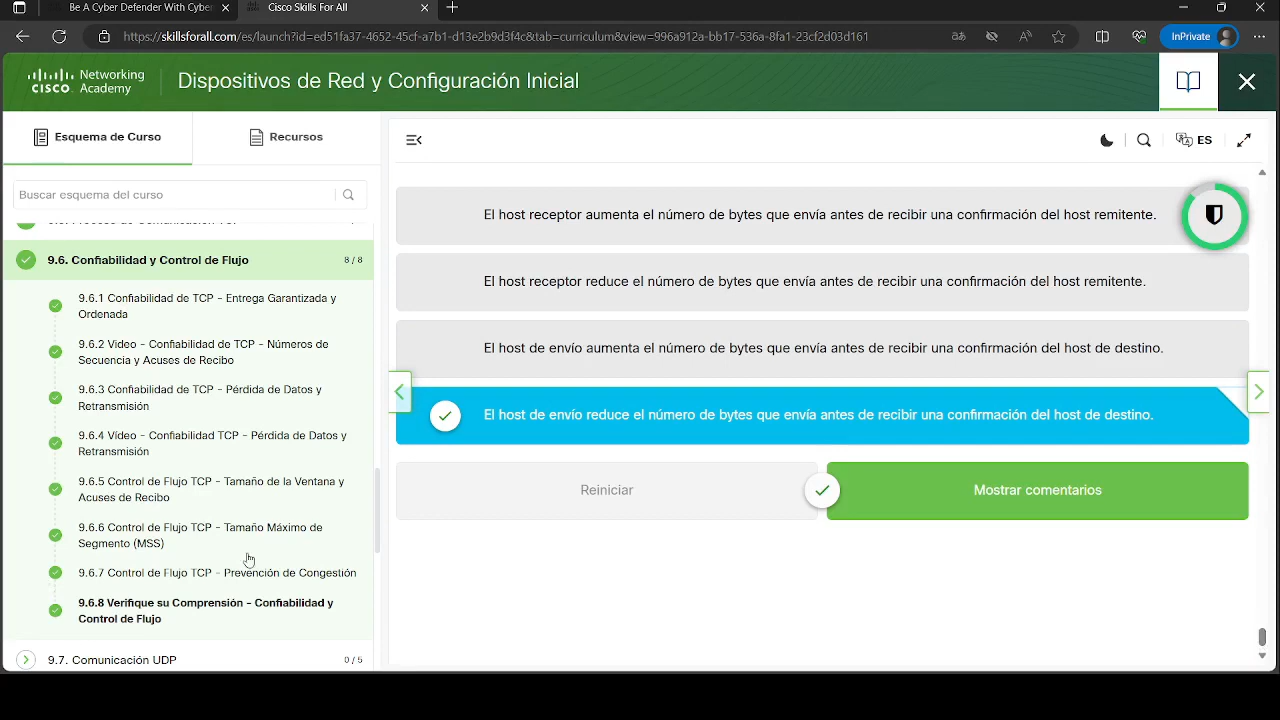 Be A Cyber Defender With Cyber
Cisco Skills For All
https://skillsforall.com/es/launch?id=ed51fa37-4652-45cf-a7b1-d13e2b9d3f4c&tab=curriculum&view=996a912a-bb17-536a-8fa1-23cf2d03d161
InPrivate
Networking
CISCO Academy
Dispositivos de Red y Configuración Inicial
Esquema de Curso
Recursos
ES
Buscar esquema del curso
9.6. Confiabilidad y Control de Flujo 8 / 8
9.6.1 Confiabilidad de TCP - Entrega Garantizada y
Ordenada
9.6.2 Video - Confiabilidad de TCP - Números de
Secuencia y Acuses de Recibo
9.6.3 Confiabilidad de TCP - Pérdida de Datos y
Retransmisión
9.6.4 Vídeo - Confiabilidad TCP - Pérdida de Datos y
Retransmisión
9.6.5 Control de Flujo TCP - Tamaño de la Ventana y
Acuses de Recibo
9.6.6 Control de Flujo TCP - Tamaño Máximo de
Segmento (MSS)
9.6.7 Control de Flujo TCP - Prevención de Congestión
9.6.8 Verifique su Comprensión - Confiabilidad y
Control de Flujo
9.7. Comunicación UDP 0 / 5
El host receptor aumenta el número de bytes que envía antes de recibir una confirmación del host remitente.
El host receptor reduce el número de bytes que envía antes de recibir una confirmación del host remitente.
El host de envío aumenta el número de bytes que envía antes de recibir una confirmación del host de destino.
El host de envío reduce el número de bytes que envía antes de recibir una confirmación del host de destino.
Reiniciar
Mostrar comentarios